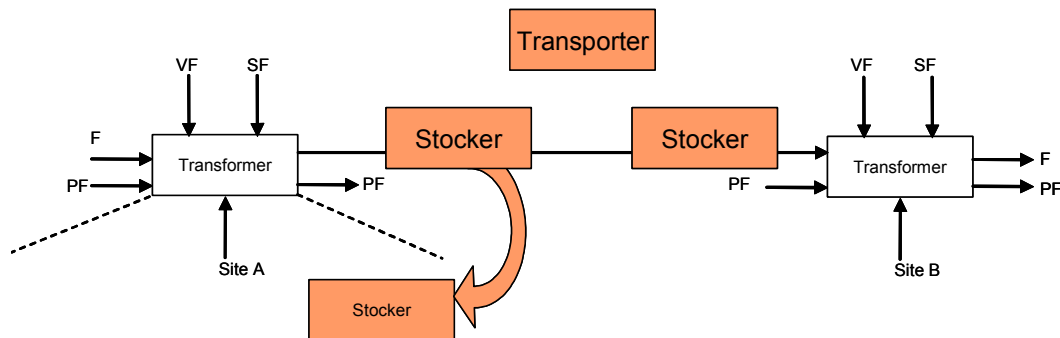 Transporter
VF
SF
VF
SF
F
Transformer
Stocker
Stocker
Transformer
F
PF
PF
PF
PF
Site A
Site B
Stocker